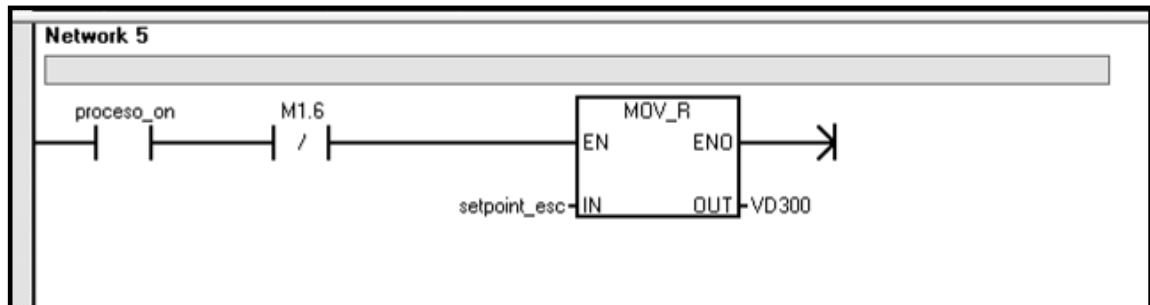 Network 5
proceso_on M1.6 MOV_R
/ EN ENO
setpoint_esc IN OUT VD300